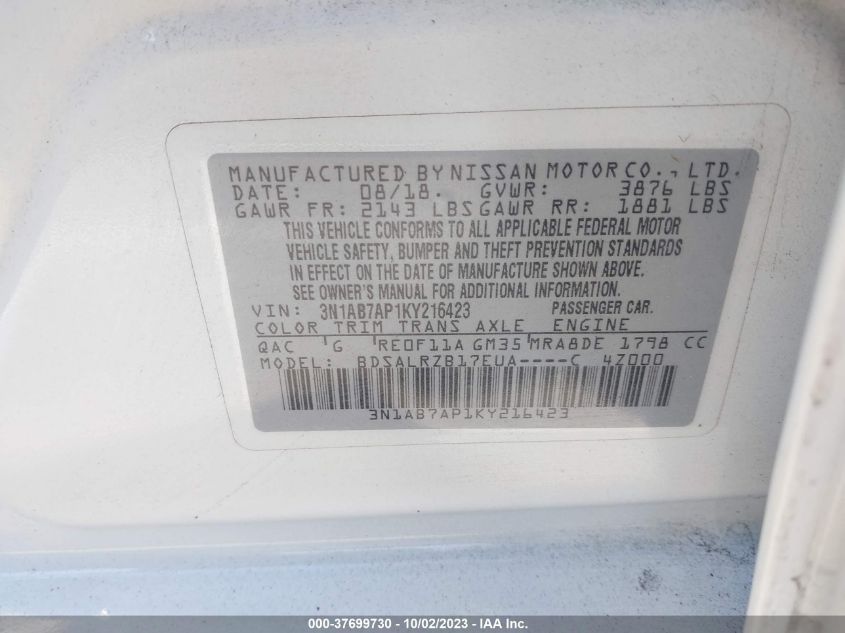 MANUFACTURED BY NISSAN MOTOR CO., LTD.
DATE: 08/18. GVWR: 3876 LBS
GAWR FR: 2143 LBS GAWR RR: 1881 LBS
THIS VEHICLE CONFORMS TO ALL APPLICABLE FEDERAL MOTOR
VEHICLE SAFETY, BUMPER AND THEFT PREVENTION STANDARDS
IN EFFECT ON THE DATE OF MANUFACTURE SHOWN ABOVE.
SEE OWNER'S MANUAL FOR ADDITIONAL INFORMATION.
VIN: 3N1AB7AP1KY216423 PASSENGER CAR.
COLOR TRIM TRANS AXLE ENGINE
QAC G RE0F11A GM35 MRA8DE 1798 CC
MODEL: BDSALRZB17EUA----C 4Z000
3N1AB7AP1KY216423
000-37699730 - 10/02/2023 - IAA Inc.